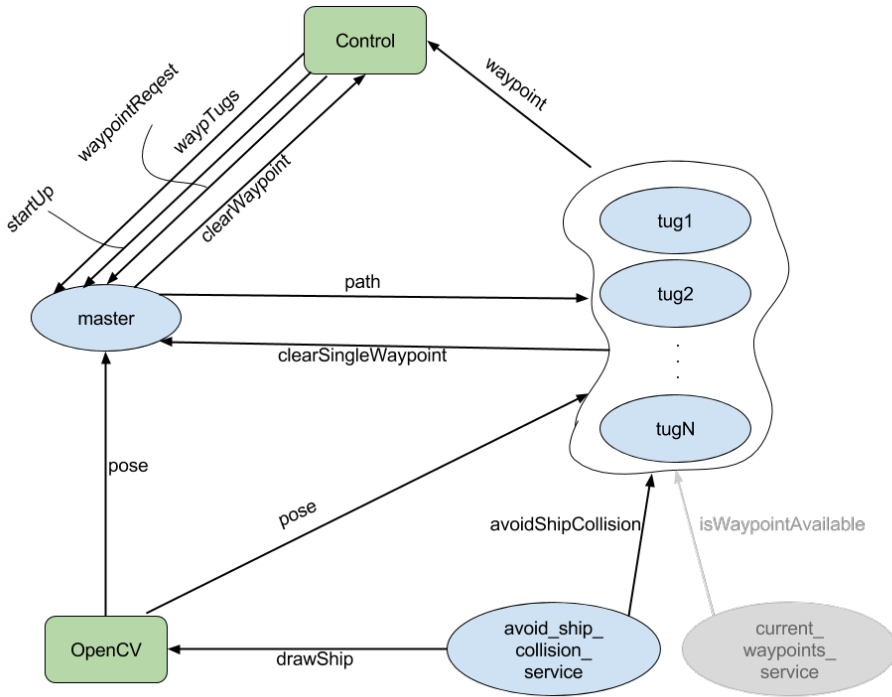 Control
waypointReqest
waypTugs
waypoint
startUp
clearWaypoint
tug1
path
tug2
master
clearSingleWaypoint
.
.
.
tugN
pose
pose
avoidShipCollision
isWaypointAvailable
OpenCV
drawShip
avoid_ship_
collision_
service
current_
waypoints_
service